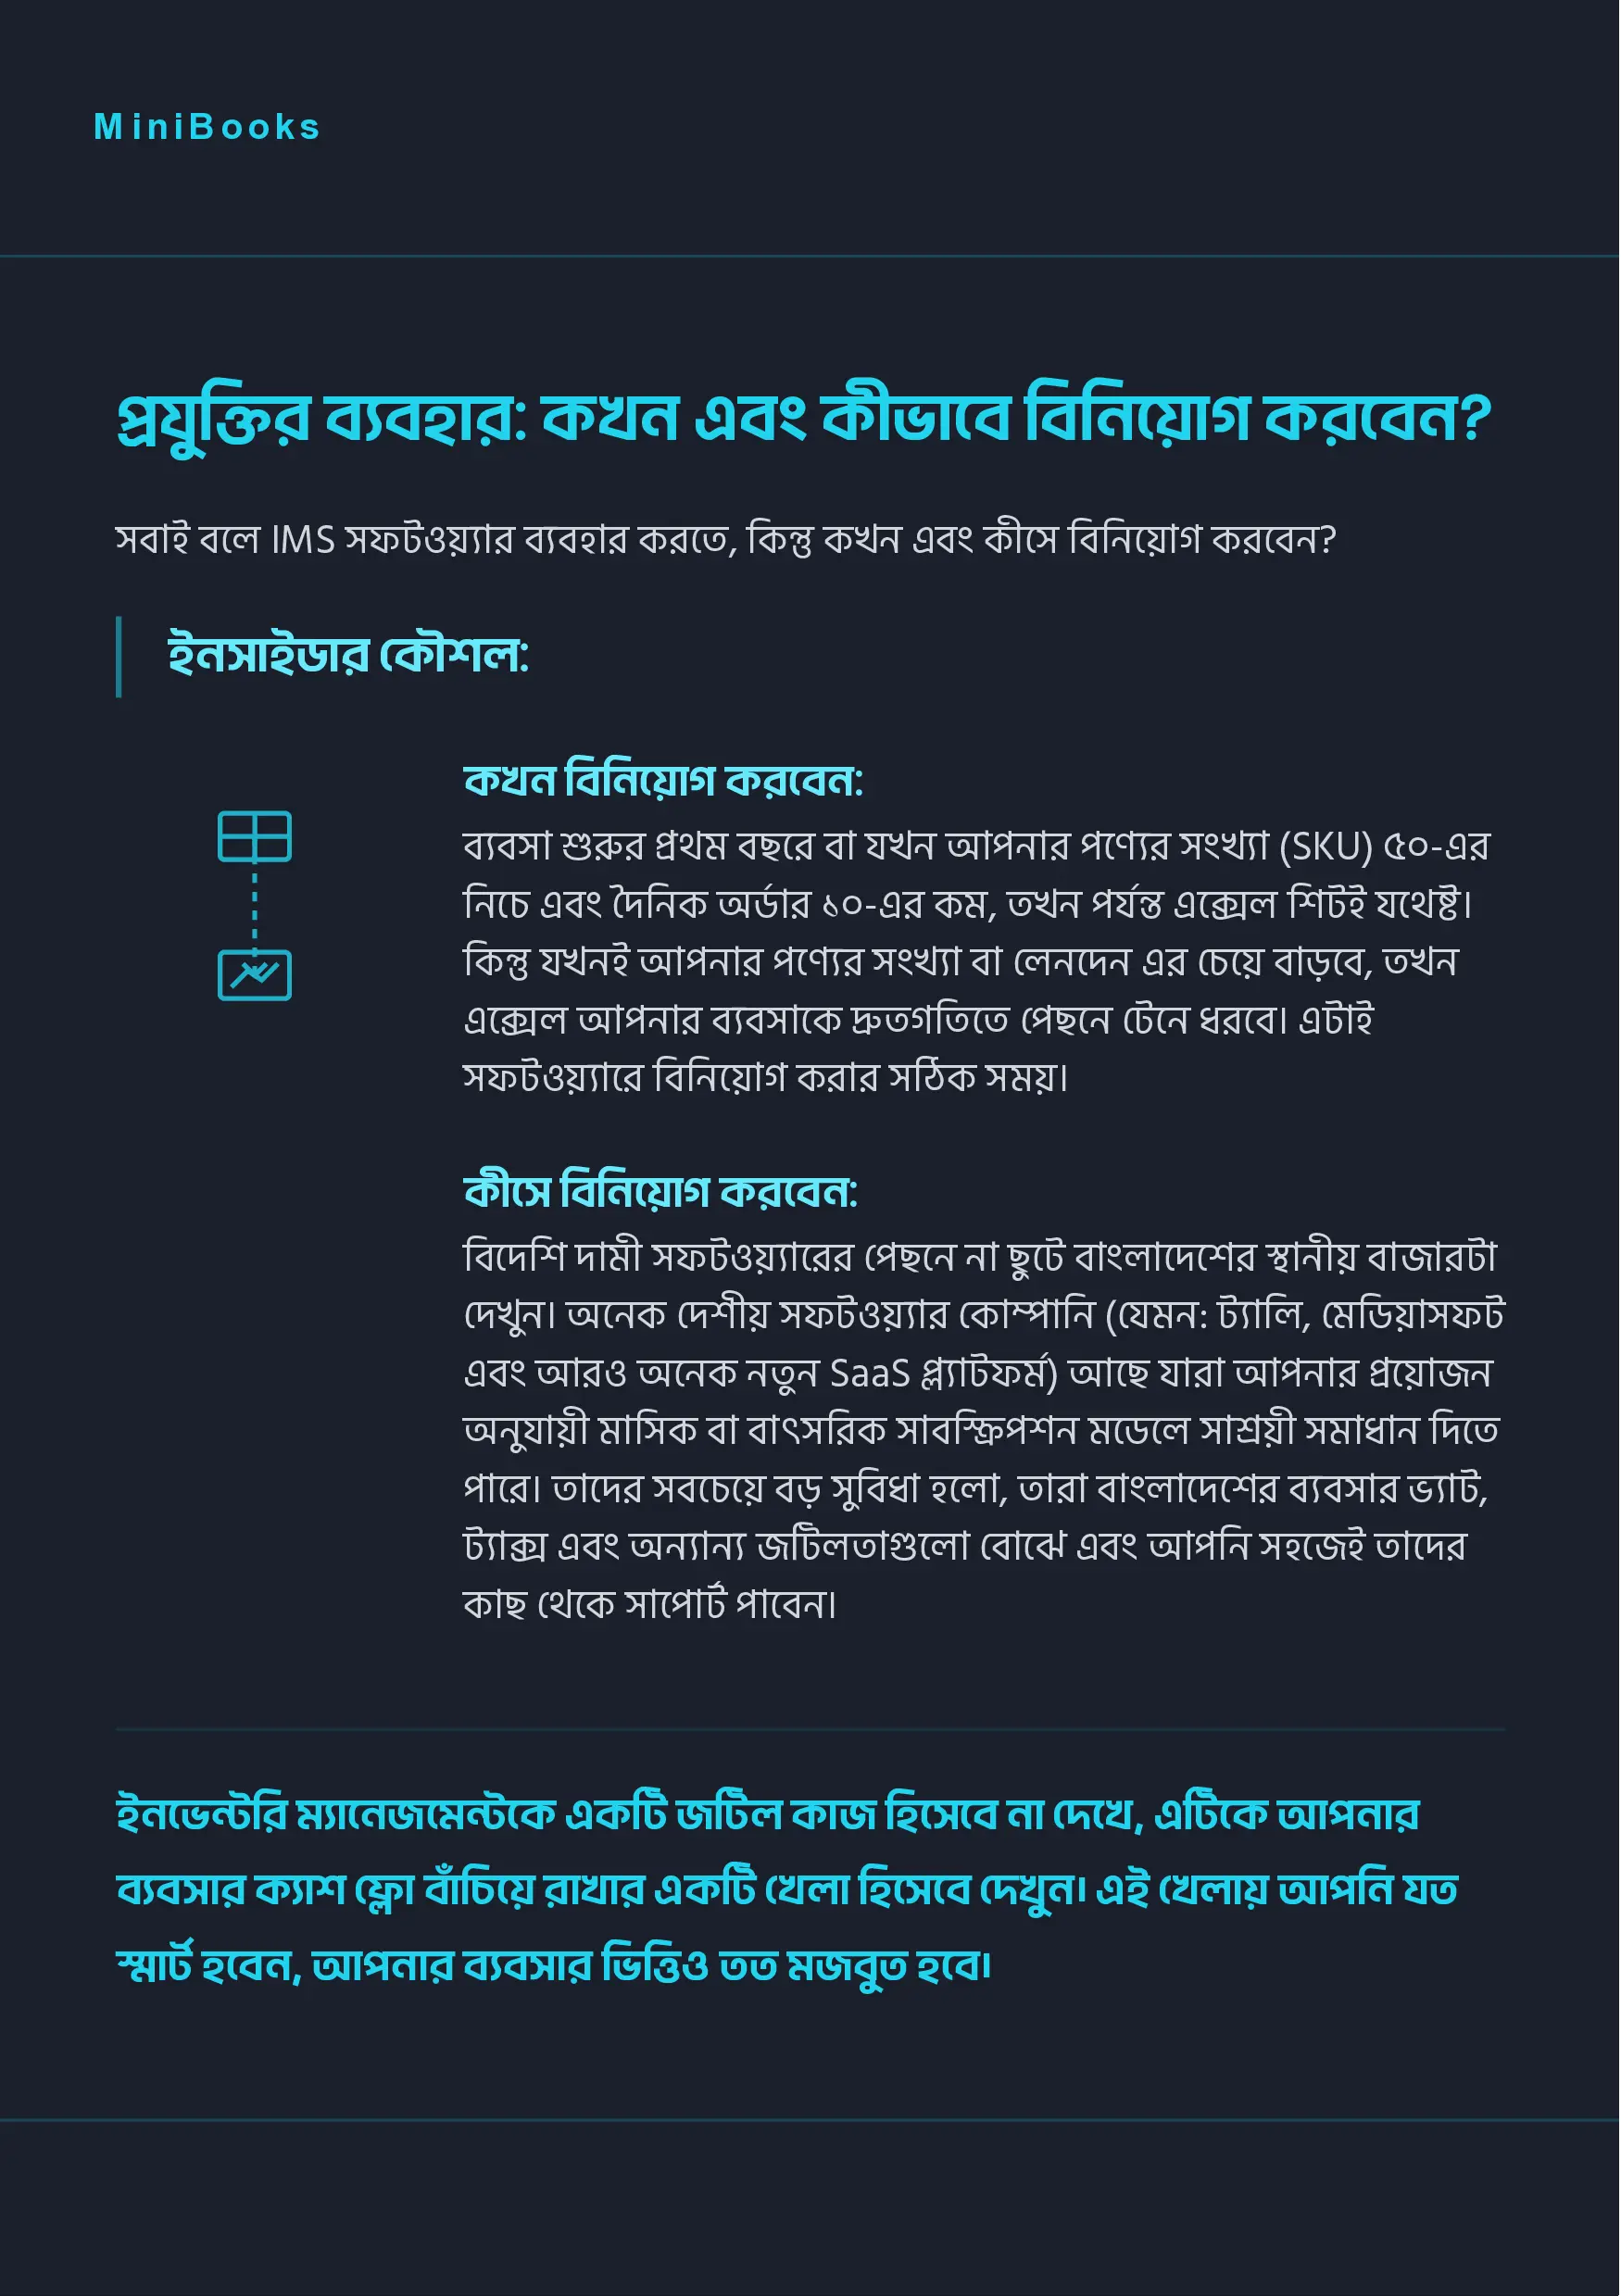 MiniBooks
প্রযুক্তির ব্যবহার: কখন এবং কীভাবে বিনিয়োগ করবেন?
সবাই বলে IMS সফটওয়্যার ব্যবহার করতে, কিন্তু কখন এবং কীসে বিনিয়োগ করবেন?
ইনসাইডার কৌশল:
কখন বিনিয়োগ করবেন:
ব্যবসা শুরুর প্রথম বছরে বা যখন আপনার পণ্যের সংখ্যা (SKU) ৫০-এর
নিচে এবং দৈনিক অর্ডার ১০-এর কম, তখন পর্যন্ত এক্সেল শিটই যথেষ্ট।
কিন্তু যখনই আপনার পণ্যের সংখ্যা বা লেনদেন এর চেয়ে বাড়বে, তখন
এক্সেল আপনার ব্যবসাকে দ্রুতগতিতে পেছনে টেনে ধরবে। এটাই
সফটওয়্যারে বিনিয়োগ করার সঠিক সময়।
কীসে বিনিয়োগ করবেন:
বিদেশি দামী সফটওয়্যারের পেছনে না ছুটে বাংলাদেশের স্থানীয় বাজারটা
দেখুন। অনেক দেশীয় সফটওয়্যার কোম্পানি (যেমন: ট্যালি, মেডিয়াসফট
এবং আরও অনেক নতুন SaaS প্ল্যাটফর্ম) আছে যারা আপনার প্রয়োজন
অনুযায়ী মাসিক বা বাৎসরিক সাবস্ক্রিপশন মডেলে সাশ্রয়ী সমাধান দিতে
পারে। তাদের সবচেয়ে বড় সুবিধা হলো, তারা বাংলাদেশের ব্যবসার ভ্যাট,
ট্যাক্স এবং অন্যান্য জটিলতাগুলো বোঝে এবং আপনি সহজেই তাদের
কাছ থেকে সাপোর্ট পাবেন।
ইনভেন্টরি ম্যানেজমেন্টকে একটি জটিল কাজ হিসেবে না দেখে, এটিকে আপনার
ব্যবসার ক্যাশ ফ্লো বাঁচিয়ে রাখার একটি খেলা হিসেবে দেখুন। এই খেলায় আপনি যত
স্মার্ট হবেন, আপনার ব্যবসার ভিত্তিও তত মজবুত হবে।